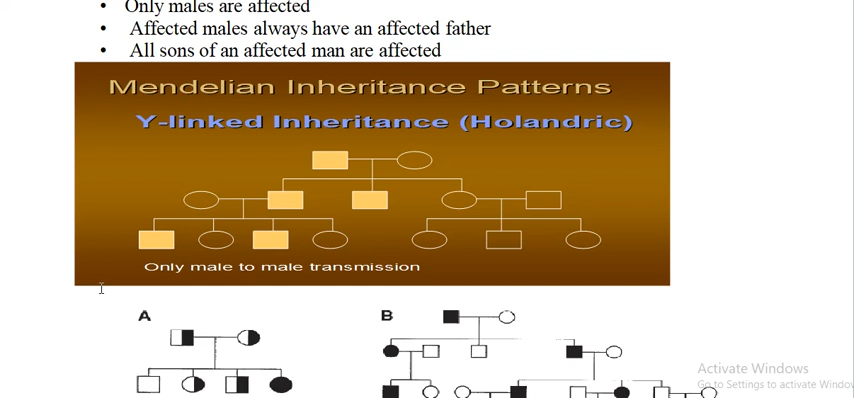 • Only males are affected
• Affected males always have an affected father
• All sons of an affected man are affected
Mendelian Inheritance Patterns
Y-linked Inheritance (Holandric)
Only male to male transmission
A
B
Activate Windows
Go to Settings to activate Window